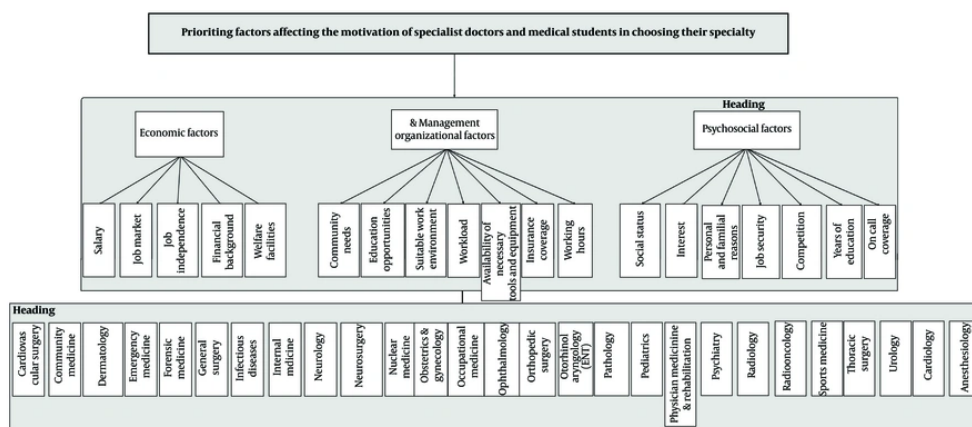 Prioriting factors affecting the motivation of specialist doctors and medical students in choosing their specialty
Heading
Economic factors
& Management
organizational factors
Psychosocial factors
Salary
Job market
Job
independence
Financial
background
Welfare
facilities
Community
needs
Education
opportunities
Suitable work
environment
Workload
Availability of
necessary
tools and equipment
Insurance
coverage
Working
hours
Social status
Interest
Personal
and familial
reasons
Job security
Competition
Years of
education
On call
coverage
Heading
Cardiovas
cular surgery
Community
medicine
Dermatology
Emergency
medicine
Forensic
medicine
General
surgery
Infectious
diseases
Internal
mdicine
Neurology
Neurosurgery
Nuclear
medicine
Obstetrics &
gynecology
Occupational
medicine
Ophthalmology
Orthopedic
surgery
Otorhinol
aryngology
(ENT)
Pathology
Pediatrics
Physician medicinine
& rehabilitation
Psychiatry
Radiology
Radiooncology
Sports medicine
Thoracic
surgery
Urology
Cardiology
Anesthesiology